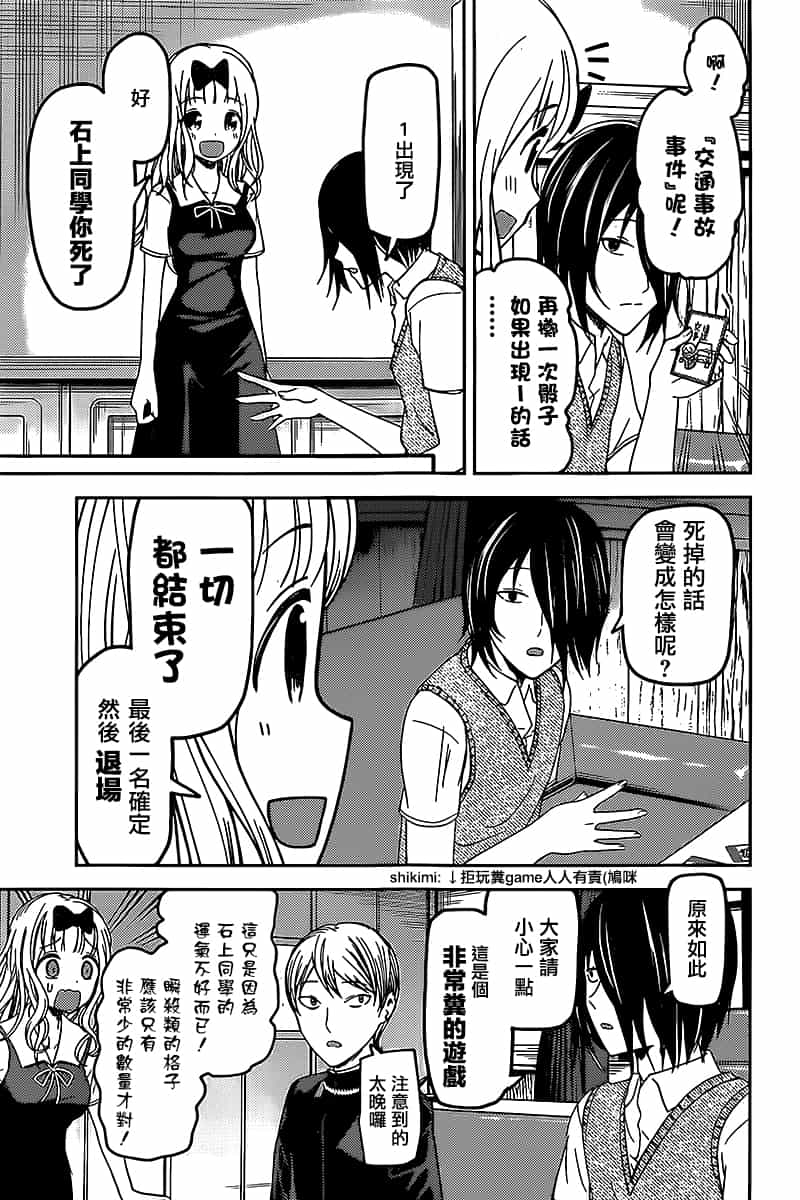 啊！
『交通事故
事件』呢！
再擲一次骰子
如果出現1的話
……
1出現了
好
石上同學你死了
死掉的話
會變成怎樣呢？
一切
都結束了
最後一名確定
然後退場
shikimi: ↓拒玩糞game人人有責(鳩咪
原來如此
大家請
小心一點
這是個
非常糞的遊戲
注意到的
太晚囉
這只是因為
石上同學的
運氣不好而已！
瞬殺類的格子
應該只有
非常少的數量才對！